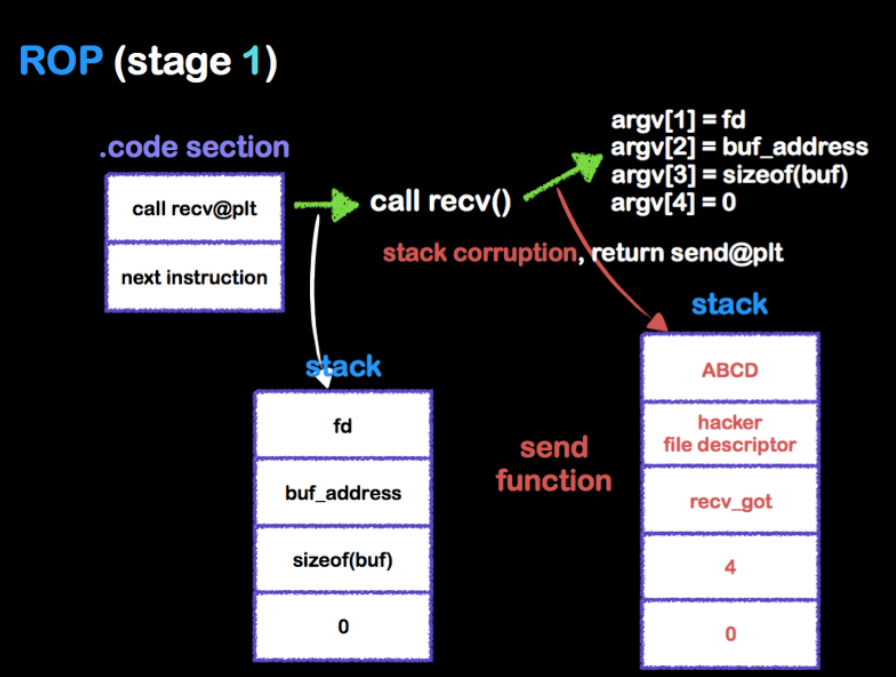 ROP (stage 1)
.code section
call recv@plt
next instruction
call recv()
argv[1] = fd
argv[2] = buf_address
argv[3] = sizeof(buf)
argv[4] = 0
stack corruption, return send@plt
stack
fd
buf_address
sizeof(buf)
0
send
function
stack
ABCD
hacker
file descriptor
recv_got
4
0